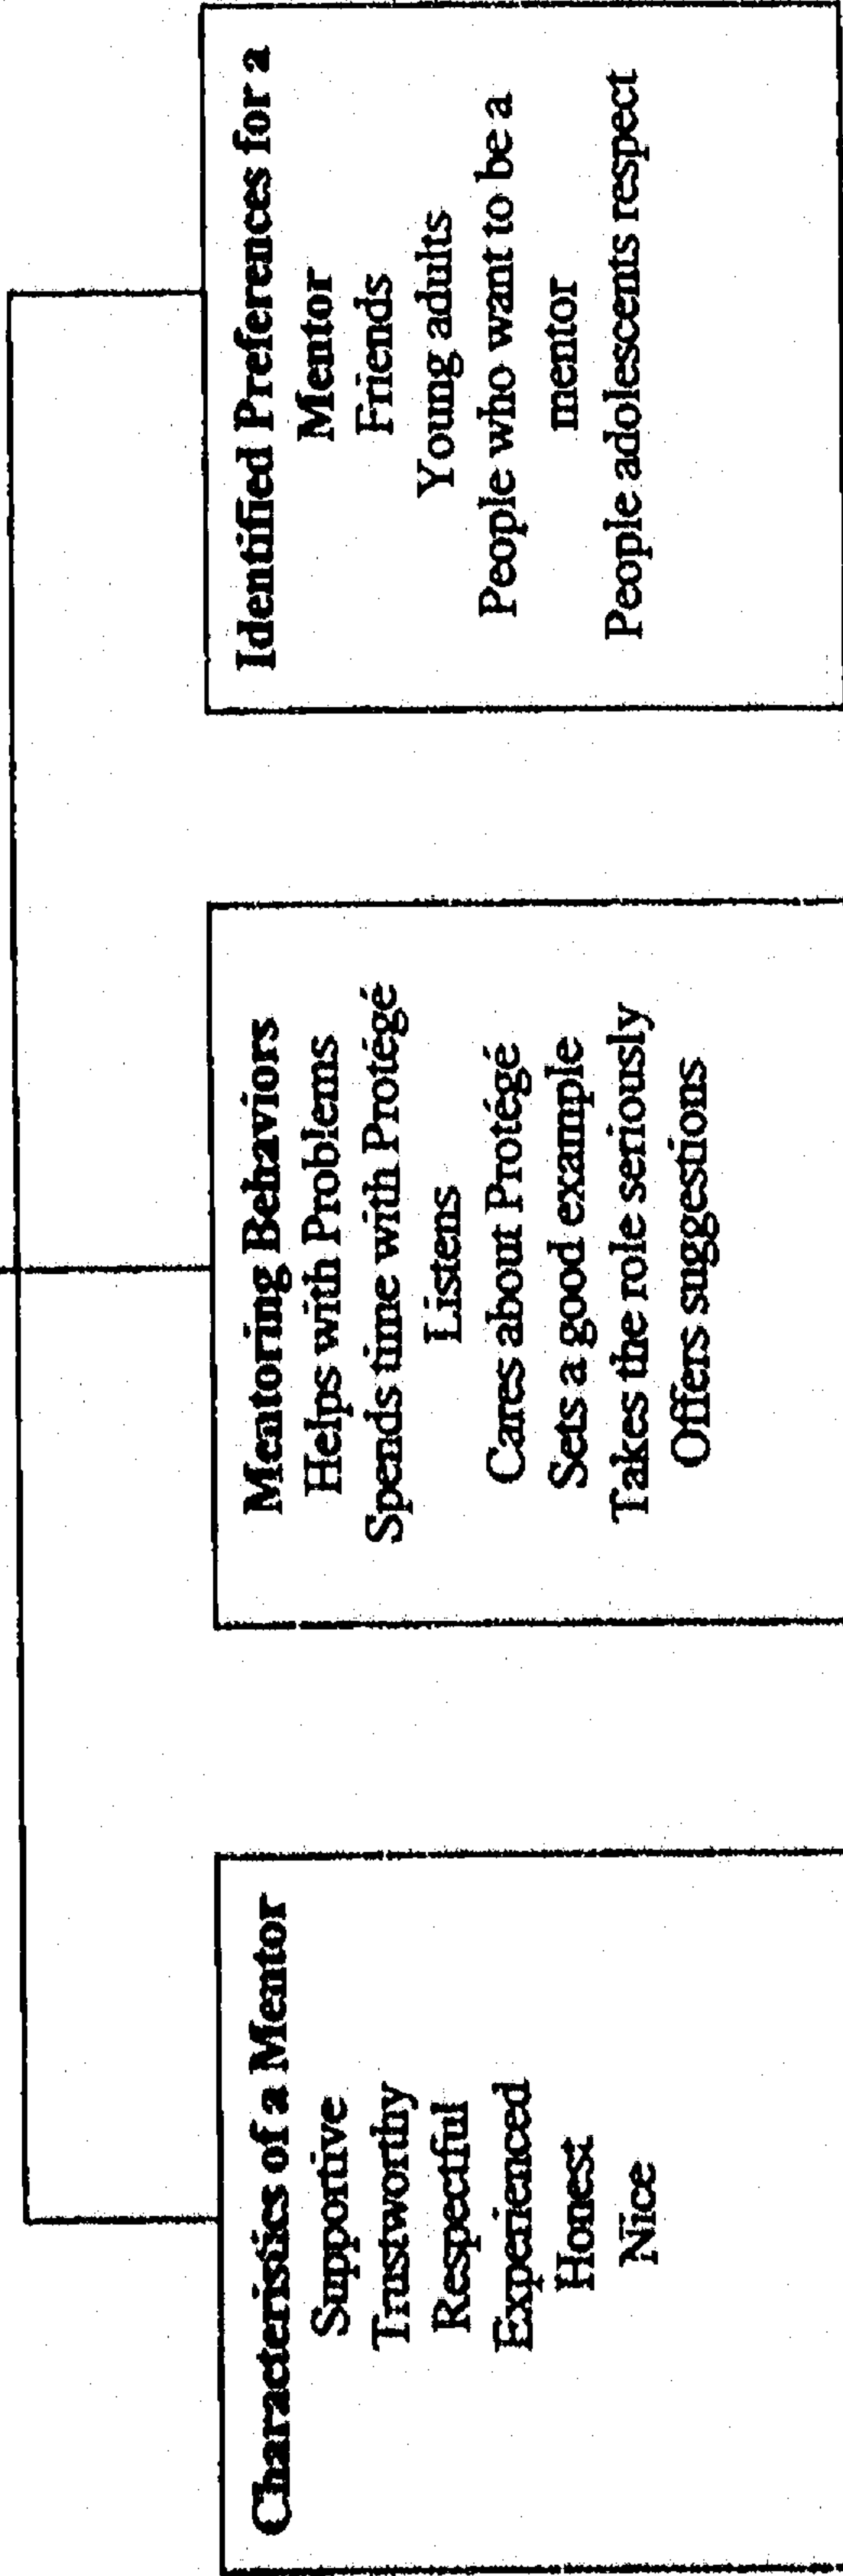 Characteristics of a Mentor
Supportive
Trustworthy
Respectful
Experienced
Honest
Nice
Mentoring Behaviors
Helps with Problems
Spends time with Protégé
Listens
Cares about Protégé
Sets a good example
Takes the role seriously
Offers suggestions
Identified Preferences for a
Mentor
Friends
Young adults
People who want to be a
mentor
People adolescents respect